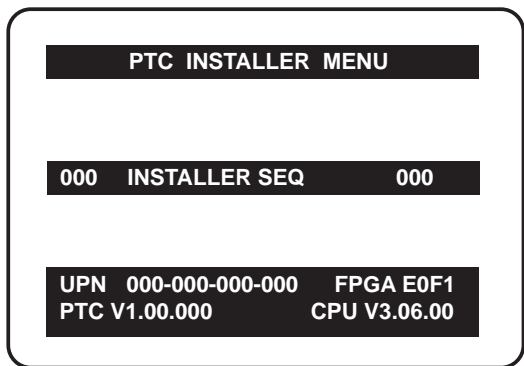 PTC INSTALLER MENU
000 INSTALLER SEQ 000
UPN 000-000-000-000 FPGA E0F1
PTC V1.00.000 CPU V3.06.00